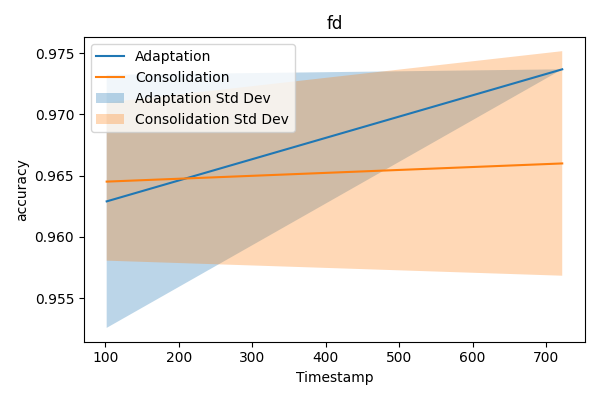 fd
Adaptation
Consolidation
Adaptation Std Dev
Consolidation Std Dev
accuracy
0.975
0.970
0.965
0.960
0.955
100 200 300 400 500 600 700
Timestamp